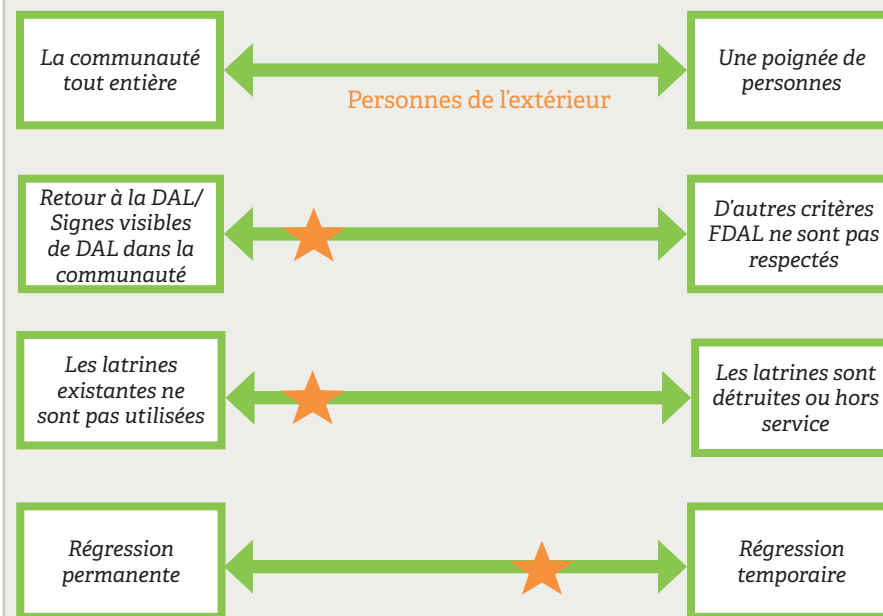 La communauté
tout entière
Personnes de l'extérieur
Une poignée de
personnes
Retour à la DAL/
Signes visibles
de DAL dans la
communauté
D'autres critères
FDAL ne sont pas
respectés
Les latrines
existantes ne
sont pas utilisées
Les latrines sont
détruites ou hors
service
Régression
permanente
Régression
temporaire